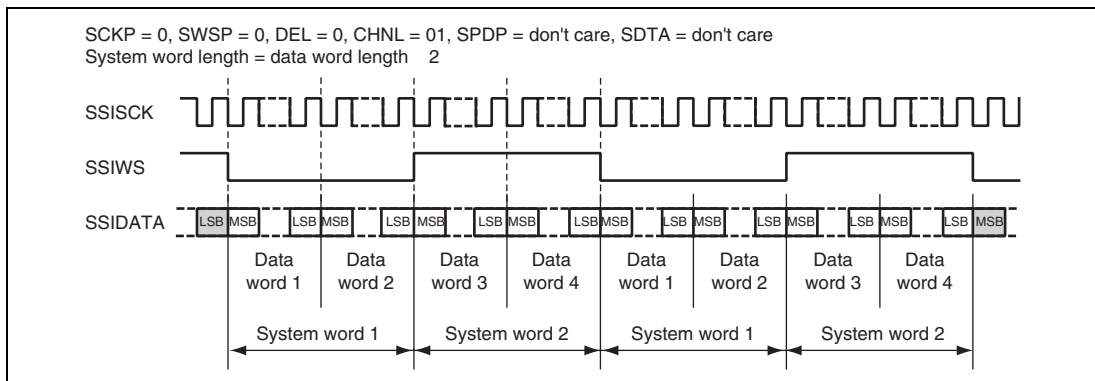 SCKP = 0, SWSP = 0, DEL = 0, CHNL = 01, SPDP = don't care, SDTA = don't care
System word length = data word length 2
SSISCK
SSIWS
SSIDATA
LSB MSB LSB MSB LSB MSB LSB MSB LSB MSB LSB MSB LSB MSB LSB MSB LSB MSB
Data word 1
Data word 2
Data word 3
Data word 4
Data word 1
Data word 2
Data word 3
Data word 4
System word 1
System word 2
System word 1
System word 2